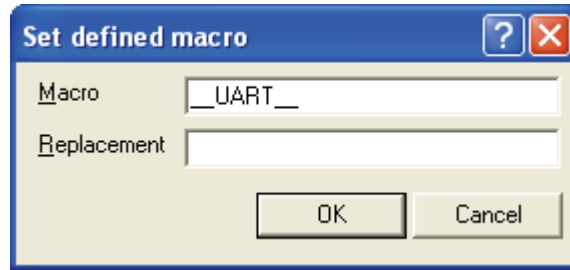 Set defined macro
?
Macro
__UART__
Replacement
OK
Cancel